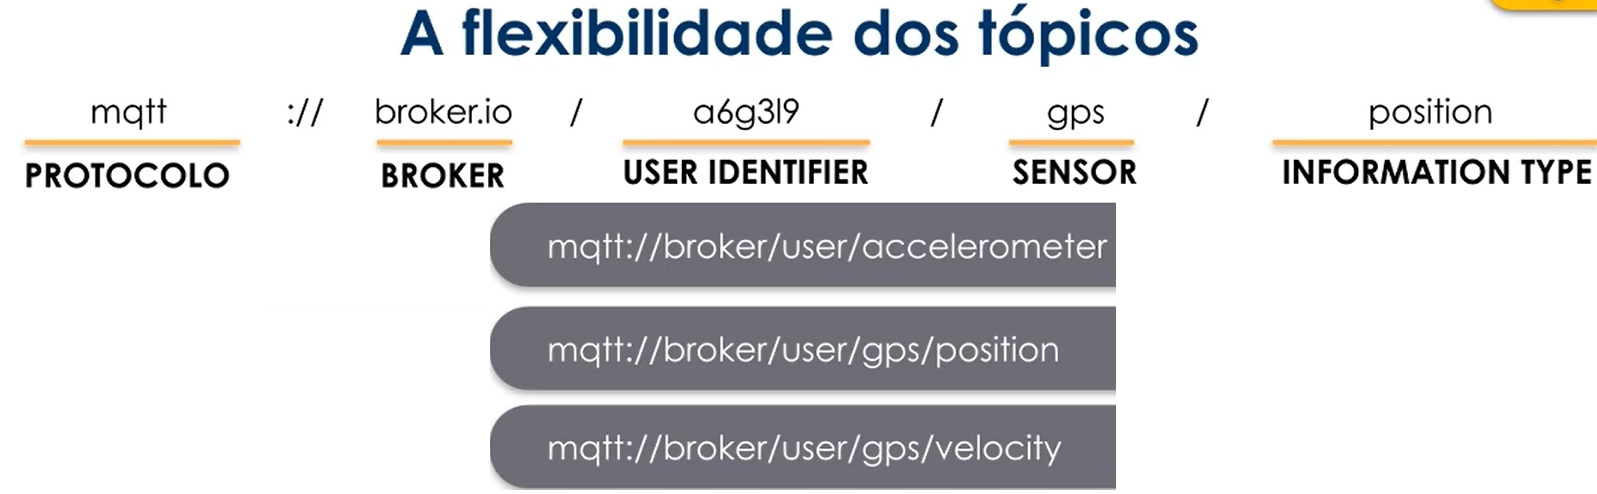 A flexibilidade dos tópicos
mqtt :// broker.io / a6g3l9 / gps / position
PROTOCOLO BROKER USER IDENTIFIER SENSOR INFORMATION TYPE
mqtt://broker/user/accelerometer
mqtt://broker/user/gps/position
mqtt://broker/user/gps/velocity